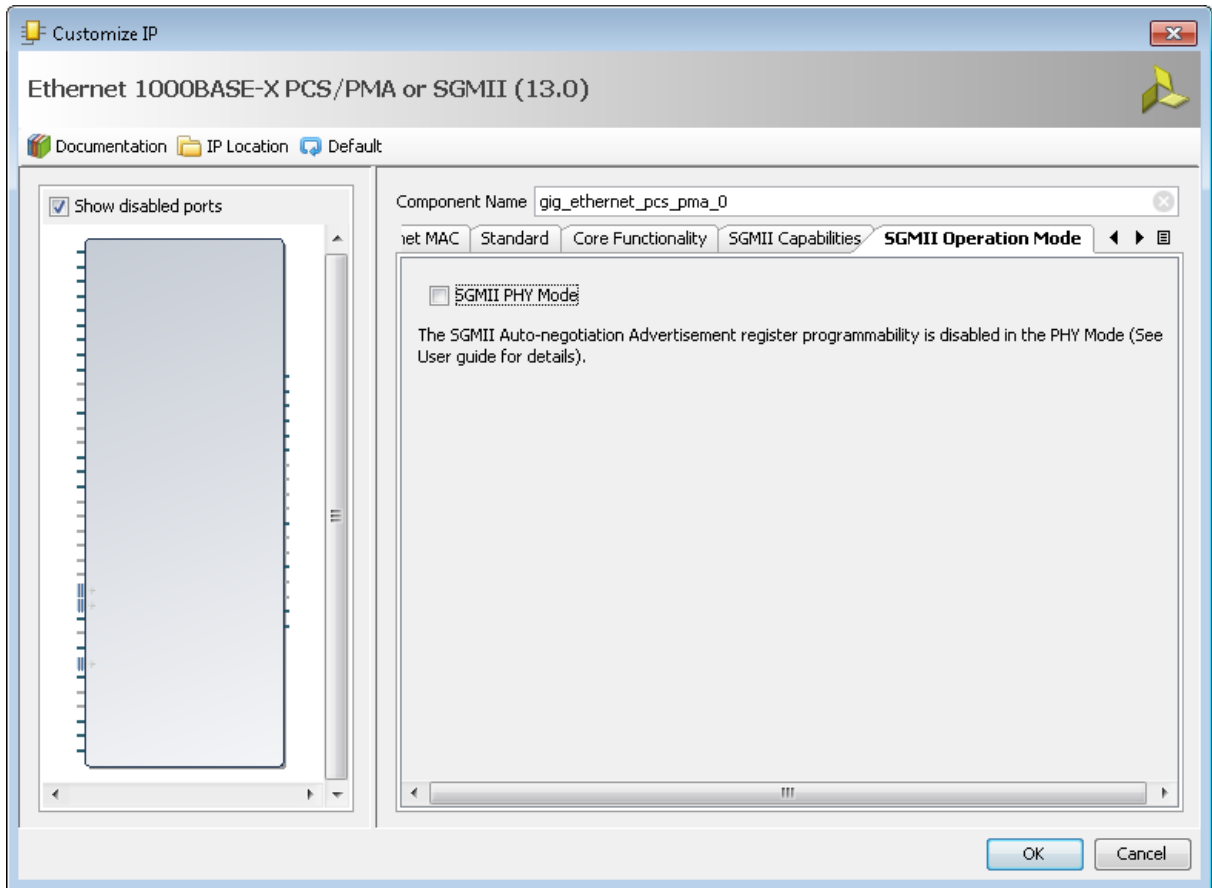 Customize IP
Ethernet 1000BASE-X PCS/PMA or SGMII (13.0)
Documentation IP Location Default
Show disabled ports
Component Name gig_ethernet_pcs_pma_0
net MAC Standard Core Functionality SGMII Capabilities SGMII Operation Mode
SGMII PHY Mode
The SGMII Auto-negotiation Advertisement register programmability is disabled in the PHY Mode (See
User guide for details).
OK Cancel